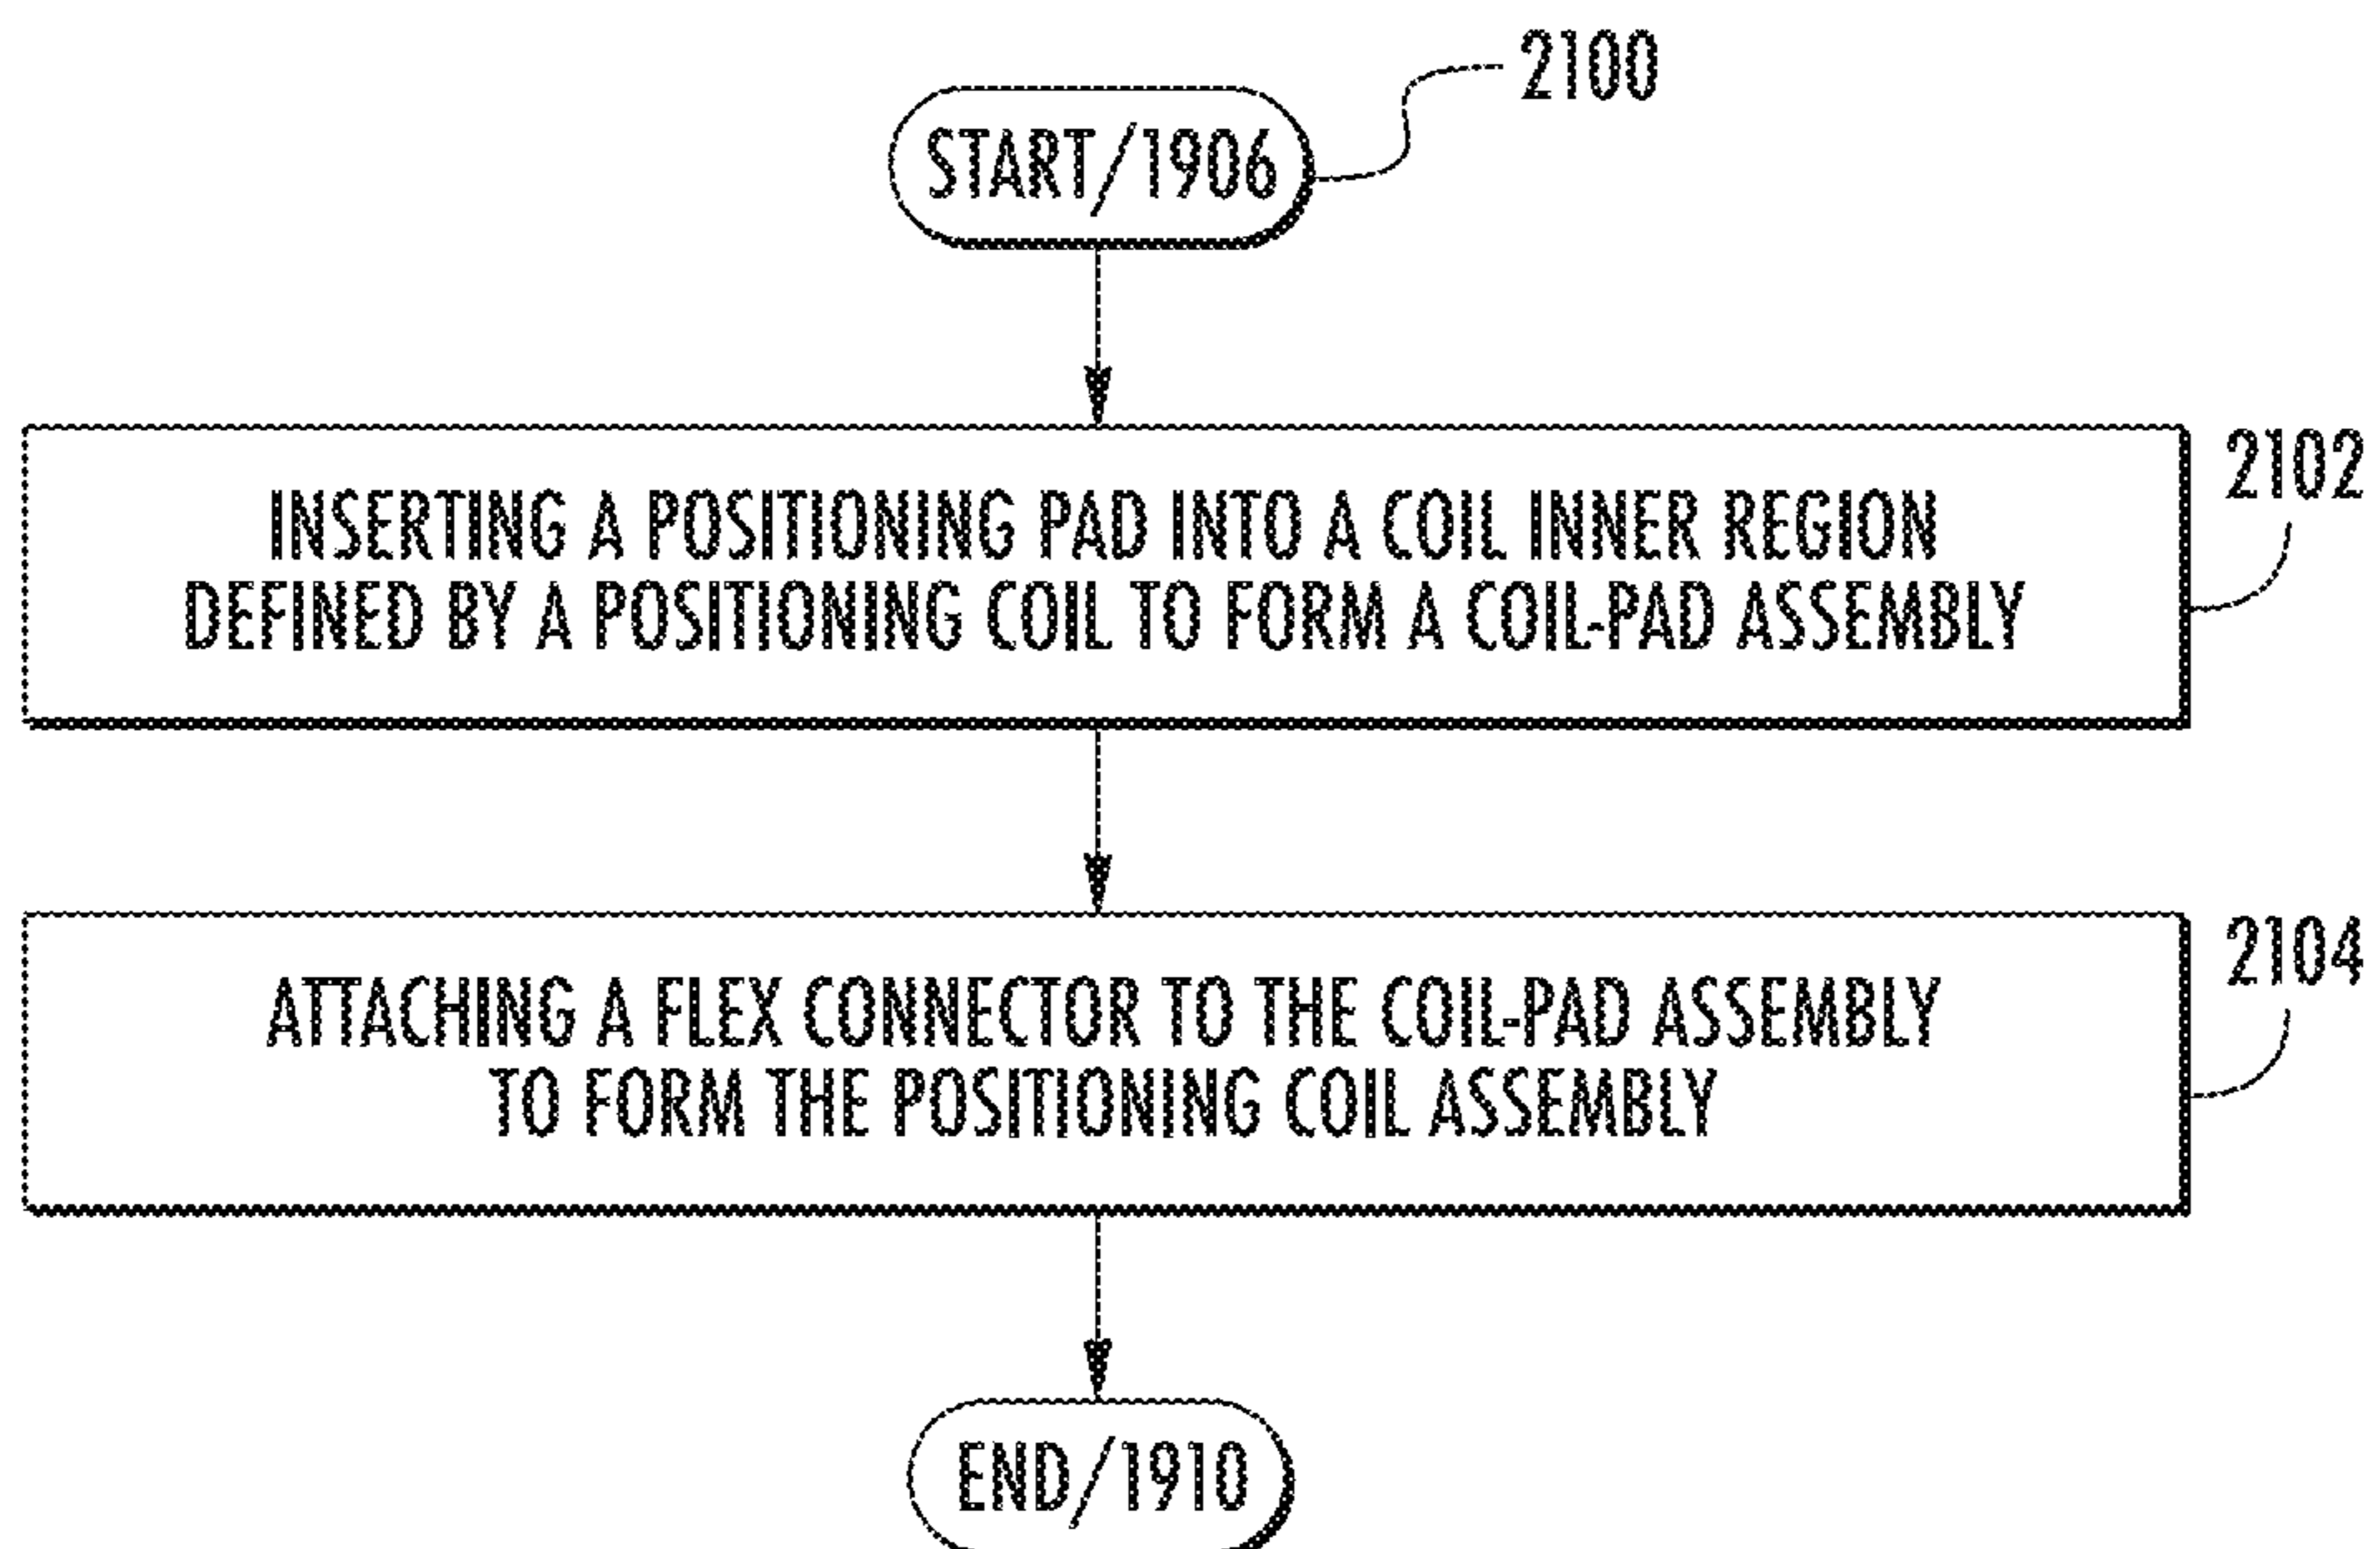 2100
START/1906
2102
INSERTING A POSITIONING PAD INTO A COIL INNER REGION
DEFINED BY A POSITIONING COIL TO FORM A COIL-PAD ASSEMBLY
2104
ATTACHING A FLEX CONNECTOR TO THE COIL-PAD ASSEMBLY
TO FORM THE POSITIONING COIL ASSEMBLY
END/1910